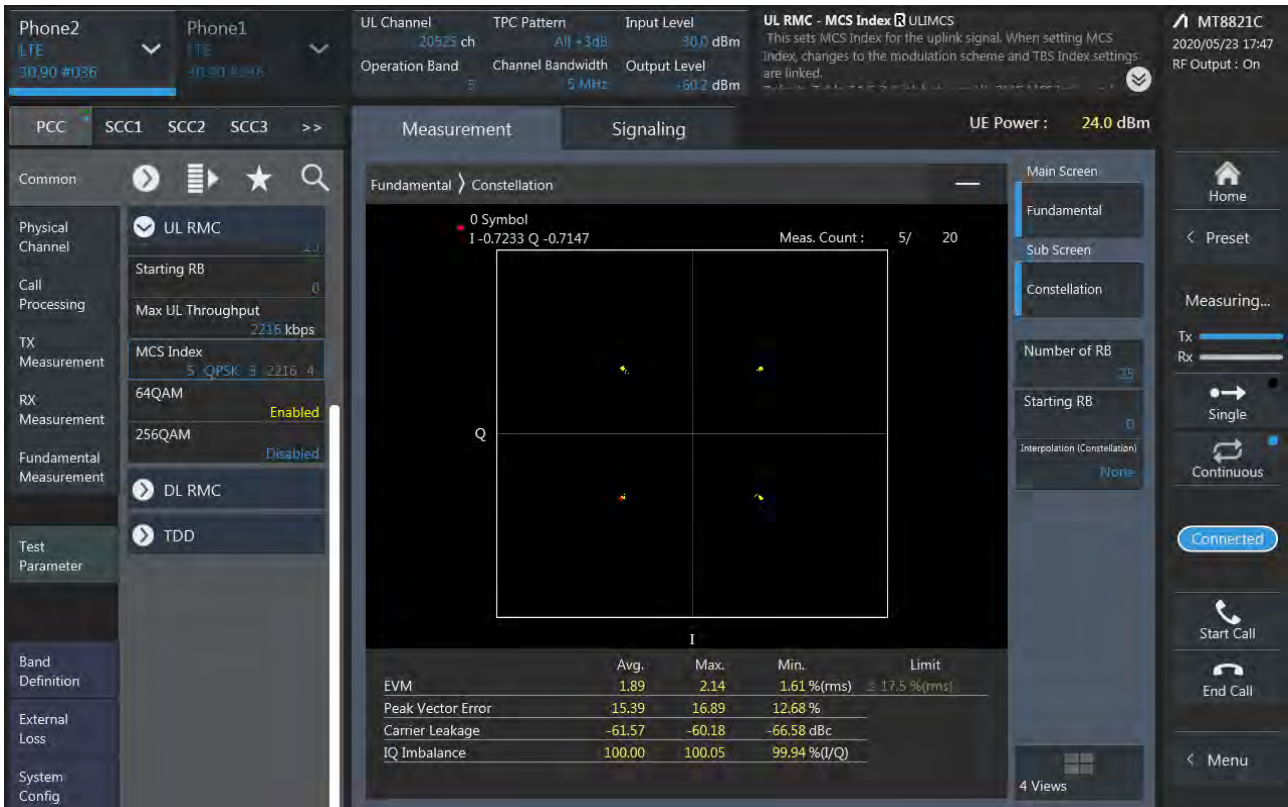 Phone2
LTE
30.90 #036
Phone1
LTE
30.90 #036
UL Channel
20525 ch
TPC Pattern
All +3dB
Input Level
30.0 dBm
Operation Band
5
Channel Bandwidth
5 MHz
Output Level
-60.2 dBm
UL RMC - MCS Index R ULIMCS
This sets MCS Index for the uplink signal. When setting MCS
Index, changes to the modulation scheme and TBS Index settings
are linked.
MT8821C
2020/05/23 17:47
RF Output : On
PCC SCC1 SCC2 SCC3 >>
Measurement
Signaling
UE Power : 24.0 dBm
Common
Physical
Channel
Call
Processing
TX
Measurement
RX
Measurement
Fundamental
Measurement
Test
Parameter
Band
Definition
External
Loss
System
Config
UL RMC
25
Starting RB
0
Max UL Throughput
2216 kbps
MCS Index
5 QPSK 5 2216 4
64QAM
Enabled
256QAM
Disabled
DL RMC
TDD
Fundamental 〉 Constellation
0 Symbol
I -0.7233 Q -0.7147
Meas. Count : 5/ 20
Q
I
Avg. Max. Min. Limit
EVM 1.89 2.14 1.61 %(rms) ≤ 17.5 %(rms)
Peak Vector Error 15.39 16.89 12.68 %
Carrier Leakage -61.57 -60.18 -66.58 dBc
IQ Imbalance 100.00 100.05 99.94 %(I/Q)
Main Screen
Fundamental
Sub Screen
Constellation
Number of RB
25
Starting RB
0
Interpolation (Constellation)
None
4 Views
Home
< Preset
Measuring...
Tx
Rx
Single
Continuous
Connected
Start Call
End Call
< Menu